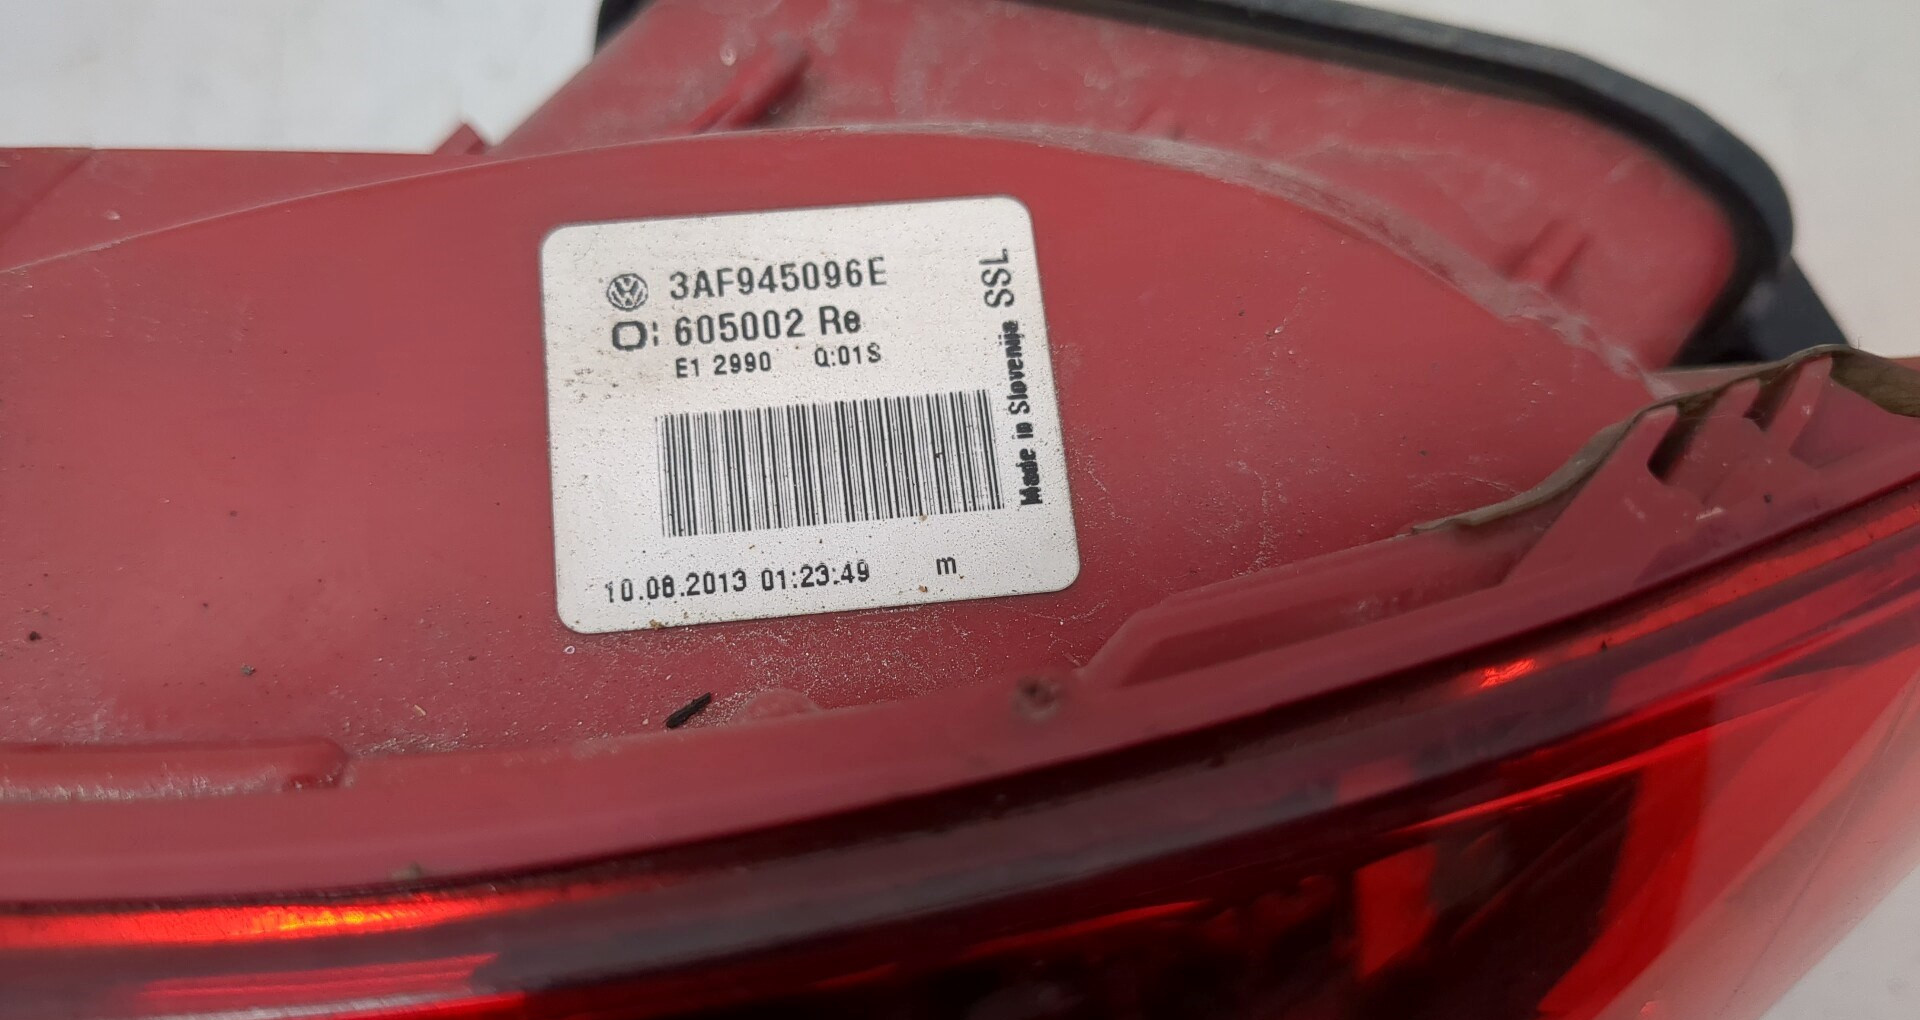 3AF945096E
O: 605002 Re
E1 2990 Q:01S
10.08.2013 01:23:49 m
Made in Slovenija SSL